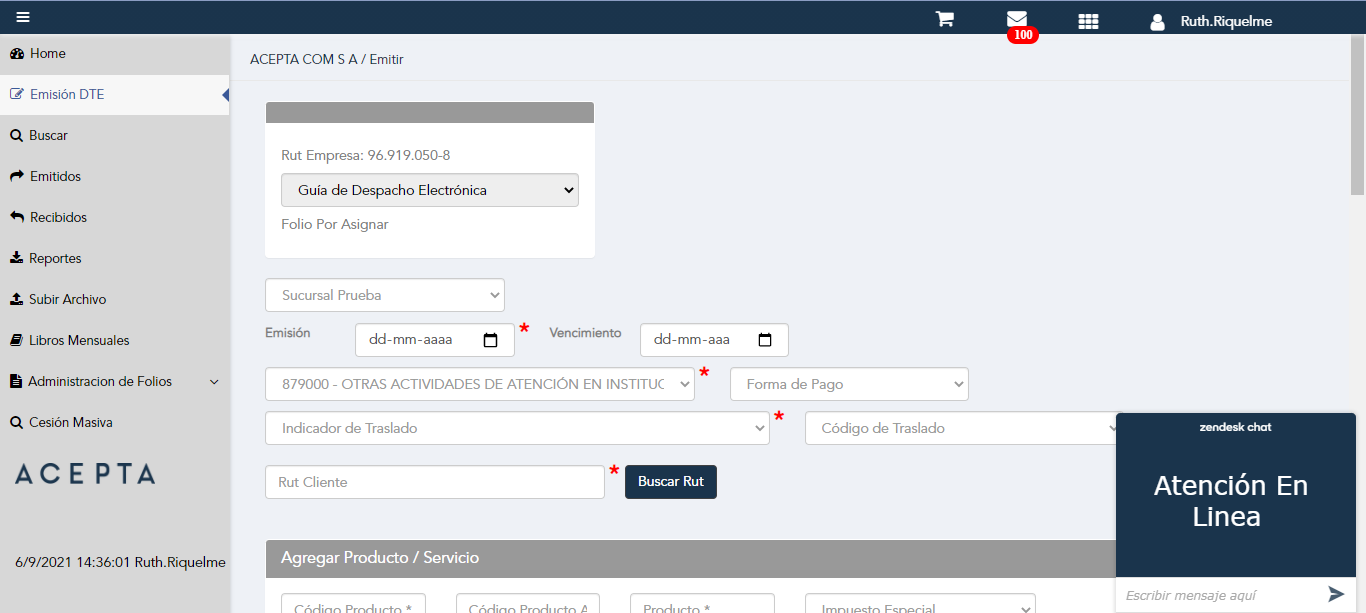 100
Ruth.Riquelme
Home
Emisión DTE
Buscar
Emitidos
Recibidos
Reportes
Subir Archivo
Libros Mensuales
Administracion de Folios
Cesión Masiva
ACEPTA
6/9/2021 14:36:01 Ruth.Riquelme
ACEPTA COM S A / Emitir
Rut Empresa: 96.919.050-8
Guía de Despacho Electrónica
Folio Por Asignar
Sucursal Prueba
Emisión dd-mm-aaaa * Vencimiento dd-mm-aaa
879000 - OTRAS ACTIVIDADES DE ATENCIÓN EN INSTITUC * Forma de Pago
Indicador de Traslado * Código de Traslado
Rut Cliente * Buscar Rut
Agregar Producto / Servicio
Código Producto * Código Producto A Producto * Impuesto Especial
zendesk chat
Atención En
Linea
Escribir mensaje aquí